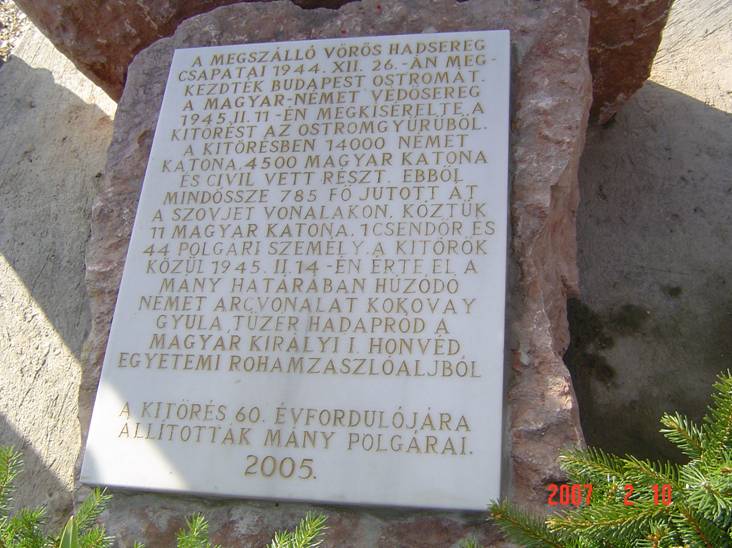 A MEGSZÁLLÓ VÖRÖS HADSEREG
CSAPATAI 1944. XII. 26.-ÁN MEG-
KEZDTÉK BUDAPEST OSTROMÁT.
A MAGYAR-NÉMET VÉDŐSEREG
1945. II. 11-ÉN MEGKÍSÉRELTE A
KITÖRÉST AZ OSTROMGYŰRŰBŐL.
A KITÖRÉSBEN 14000 NÉMET
KATONA, 4500 MAGYAR KATONA
ÉS CIVIL VETT RÉSZT. EBBŐL
MINDÖSSZE 785 FŐ JUTOTT ÁT
A SZOVJET VONALAKON. KÖZTÜK
11 MAGYAR KATONA, 1 CSENDŐR ÉS
44 POLGÁRI SZEMÉLY. A KITÖRŐK
KÖZÜL 1945. II. 14-ÉN ÉRTE EL A
MÁNY HATÁRÁBAN HÚZÓDÓ
NÉMET ARCVONALAT KOKOVAY
GYULA, TÜZÉR HADAPRÓD A
MAGYAR KIRÁLYI I. HONVÉD
EGYETEMI ROHAMZÁSZLÓALJBÓL
A KITÖRÉS 60. ÉVFORDULÓJÁRA
ÁLLÍTOTTÁK MÁNY POLGÁRAI.
2005.
2007 / 2 10